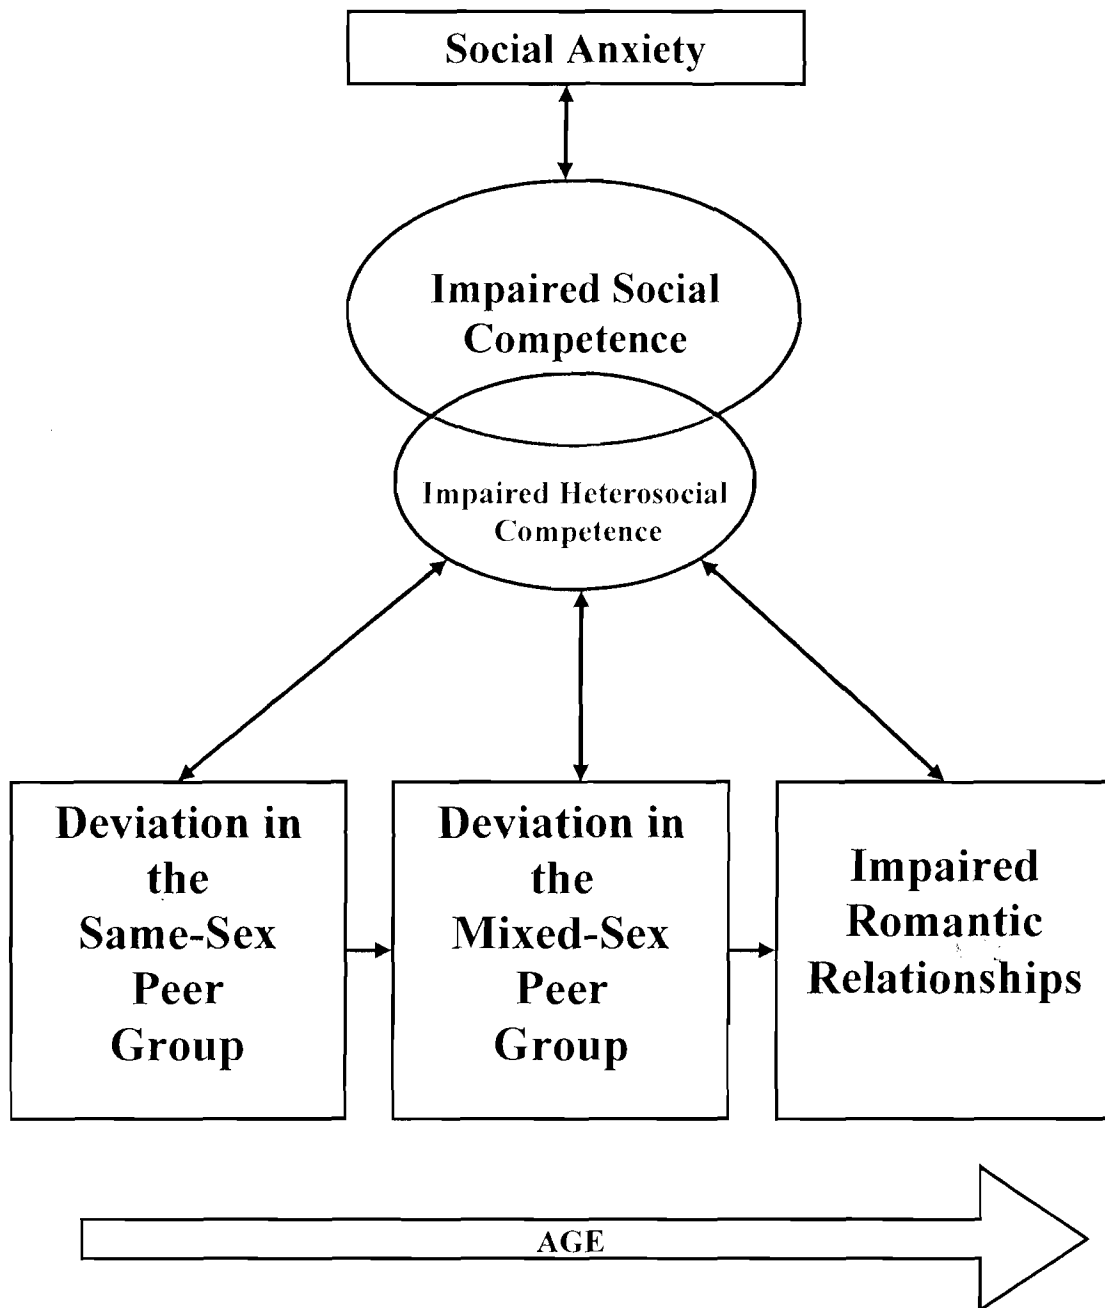 Social Anxiety
Impaired Social
Competence
Impaired Heterosocial
Competence
Deviation in
the
Same-Sex
Peer
Group
Deviation in
the
Mixed-Sex
Peer
Group
Impaired
Romantic
Relationships
AGE